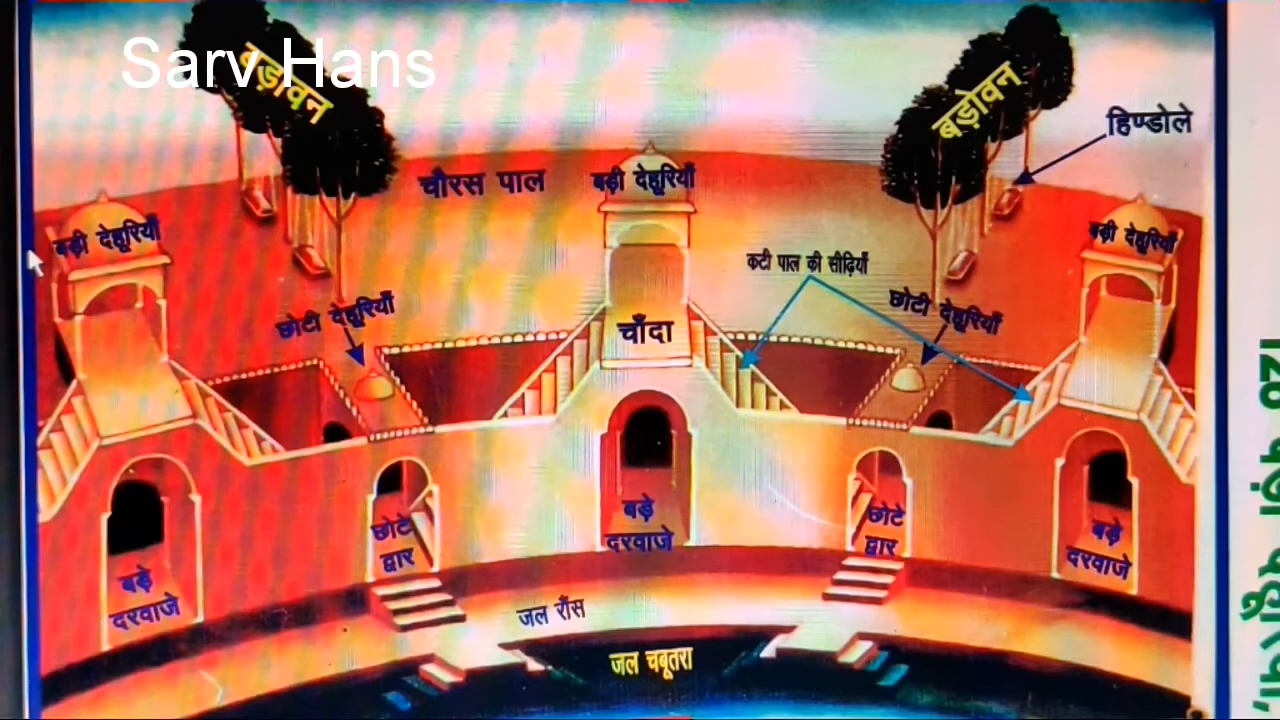 Sarv Hans
बड़ोवन
बड़ोवन
हिण्डोले
चौरस पाल
बड़ी देहुरियाँ
बड़ी देहुरियाँ
बड़ी देहुरियाँ
कटी पाल की सीढ़ियाँ
छोटी देहुरियाँ
छोटी देहुरियाँ
चाँदा
बड़े
दरवाजे
छोटे
द्वार
छोटे
द्वार
बड़े
दरवाजे
बड़े
दरवाजे
जल रौंस
जल चबूतरा